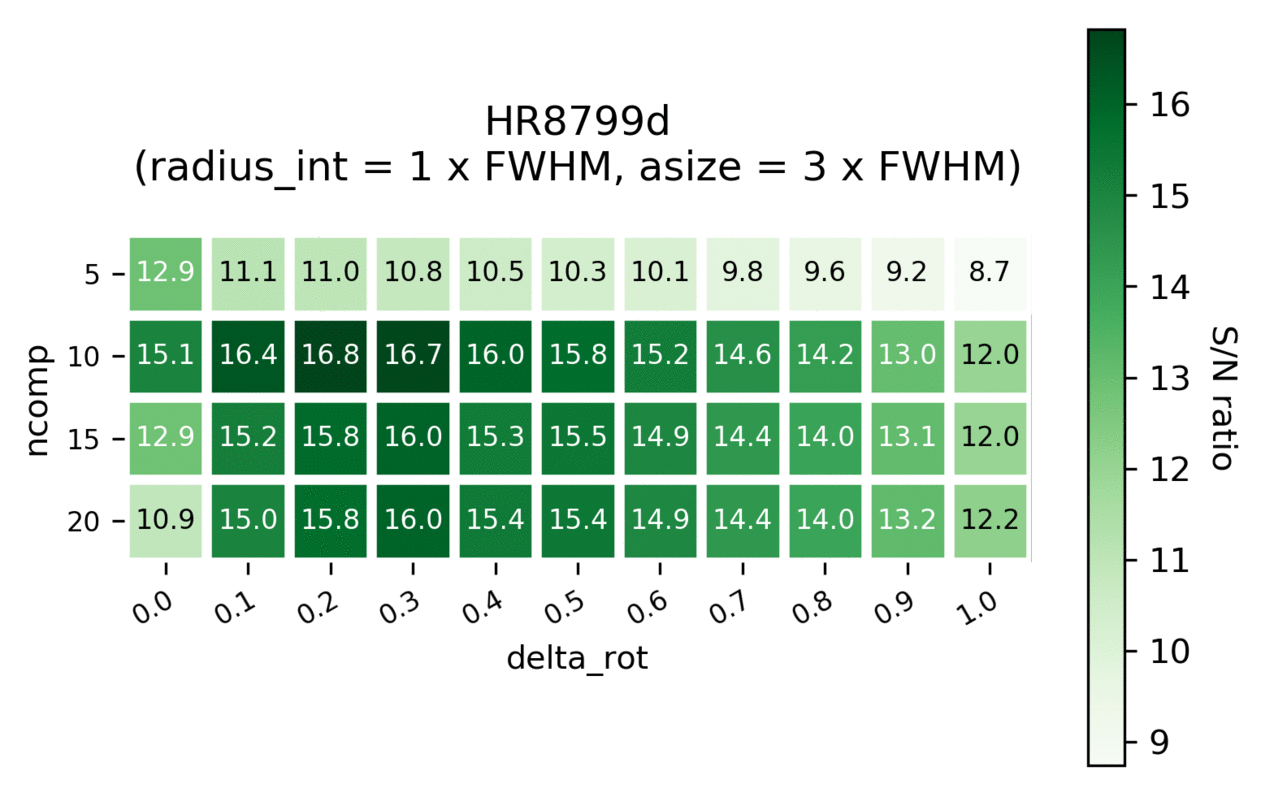 HR8799d
(radius_int = 1 x FWHM, asize = 3 x FWHM)
5 12.9 11.1 11.0 10.8 10.5 10.3 10.1 9.8 9.6 9.2 8.7
10 15.1 16.4 16.8 16.7 16.0 15.8 15.2 14.6 14.2 13.0 12.0
15 12.9 15.2 15.8 16.0 15.3 15.5 14.9 14.4 14.0 13.1 12.0
20 10.9 15.0 15.8 16.0 15.4 15.4 14.9 14.4 14.0 13.2 12.2
ncomp
0.0 0.1 0.2 0.3 0.4 0.5 0.6 0.7 0.8 0.9 1.0
delta_rot
16
15
14
13
12
11
10
9
S/N ratio